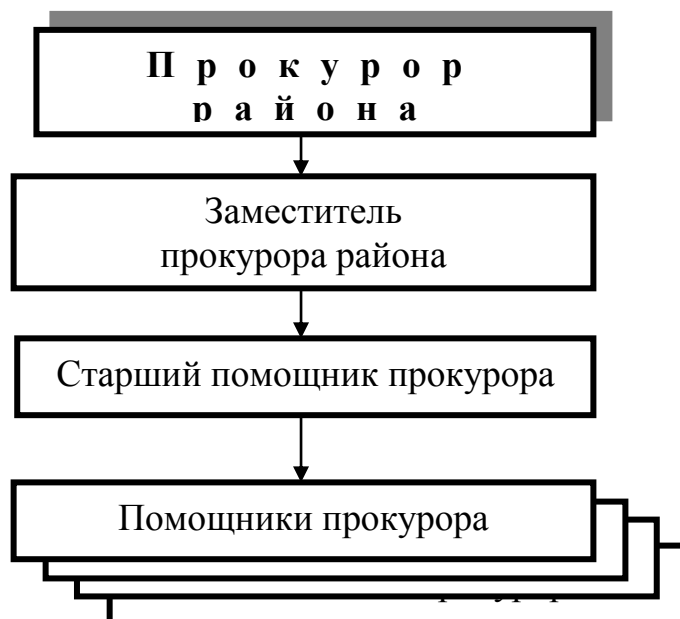 П р о к у р о р
р а й о н а
Заместитель
прокурора района
Старший помощник прокурора
Помощники прокурора